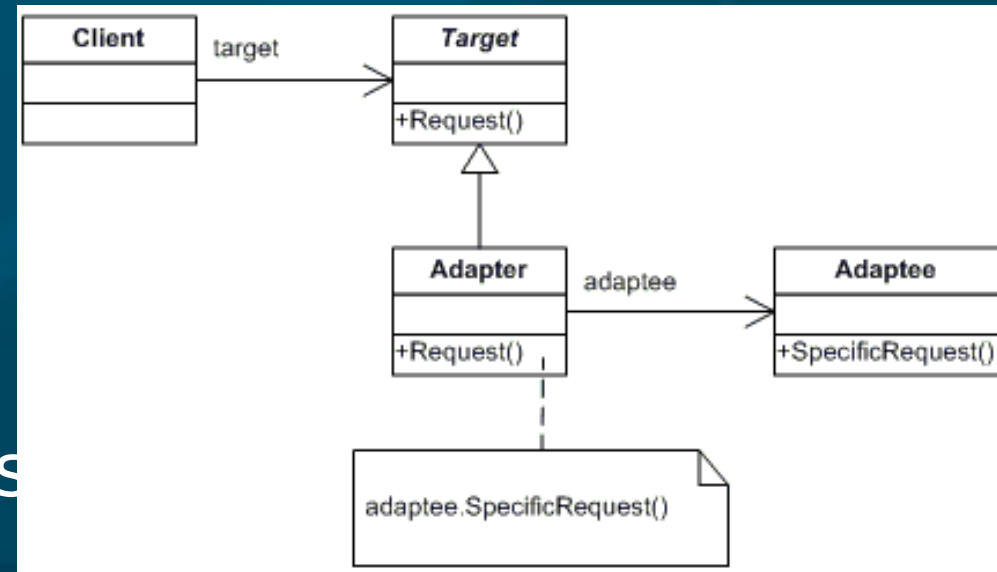 Client
target
Target
+Request()
Adapter
adaptee
Adaptee
+Request()
+SpecificRequest()
s
adaptee.SpecificRequest()